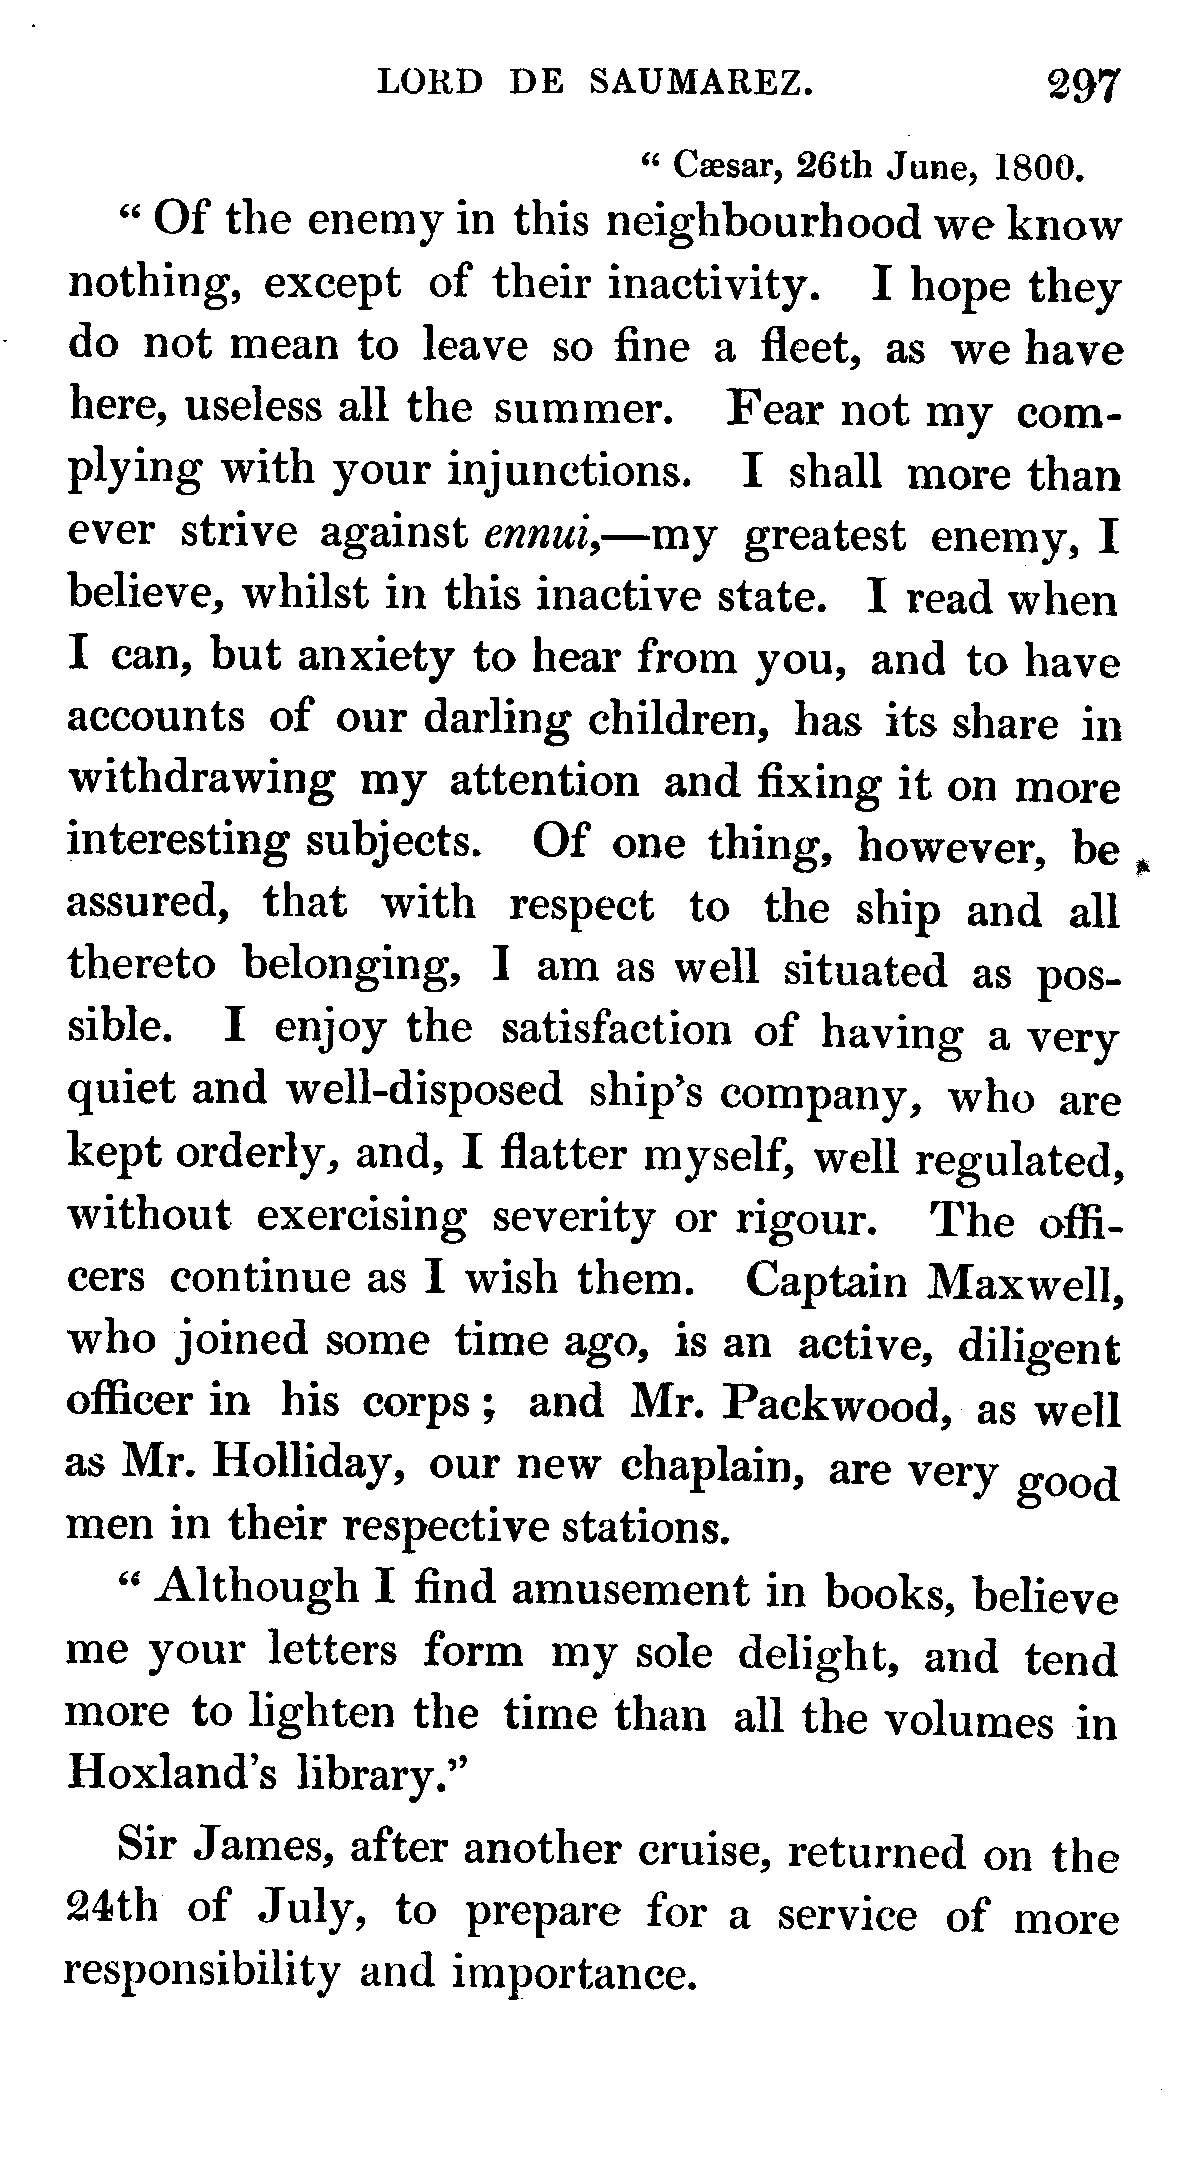 LORD DE SAUMAREZ. 297
“ Cæsar, 26th June, 1800.
“ Of the enemy in this neighbourhood we know
nothing, except of their inactivity. I hope they
do not mean to leave so fine a fleet, as we have
here, useless all the summer. Fear not my com-
plying with your injunctions. I shall more than
ever strive against ennui,—my greatest enemy, I
believe, whilst in this inactive state. I read when
I can, but anxiety to hear from you, and to have
accounts of our darling children, has its share in
withdrawing my attention and fixing it on more
interesting subjects. Of one thing, however, be
assured, that with respect to the ship and all
thereto belonging, I am as well situated as pos-
sible. I enjoy the satisfaction of having a very
quiet and well-disposed ship’s company, who are
kept orderly, and, I flatter myself, well regulated,
without exercising severity or rigour. The offi-
cers continue as I wish them. Captain Maxwell,
who joined some time ago, is an active, diligent
officer in his corps ; and Mr. Packwood, as well
as Mr. Holliday, our new chaplain, are very good
men in their respective stations.
“ Although I find amusement in books, believe
me your letters form my sole delight, and tend
more to lighten the time than all the volumes in
Hoxland’s library.”
Sir James, after another cruise, returned on the
24th of July, to prepare for a service of more
responsibility and importance.